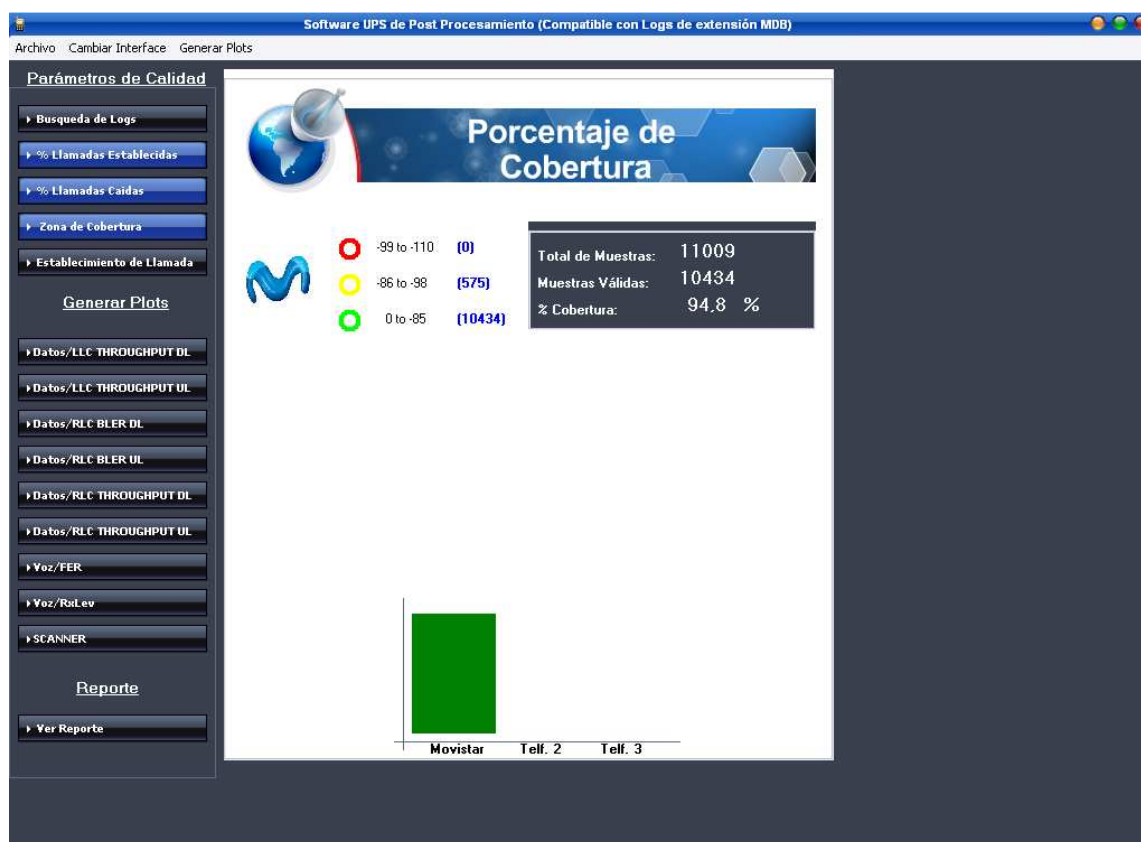 Software UPS de Post Procesamiento (Compatible con Logs de extensión MDB)
Archivo Cambiar Interface Generar Plots
Parámetros de Calidad
Busqueda de Logs
% Llamadas Establecidas
% Llamadas Caidas
Zona de Cobertura
Establecimiento de Llamada
Generar Plots
Datos/LLC THROUGHPUT DL
Datos/LLC THROUGHPUT UL
Datos/RLC BLER DL
Datos/RLC BLER UL
Datos/RLC THROUGHPUT DL
Datos/RLC THROUGHPUT UL
Voz/FER
Voz/RxLev
SCANNER
Reporte
Ver Reporte
Porcentaje de
Cobertura
-99 to -110 (0)
-86 to -98 (575)
0 to -85 (10434)
Total de Muestras: 11009
Muestras Válidas: 10434
% Cobertura: 94,8 %
Movistar Telf. 2 Telf. 3